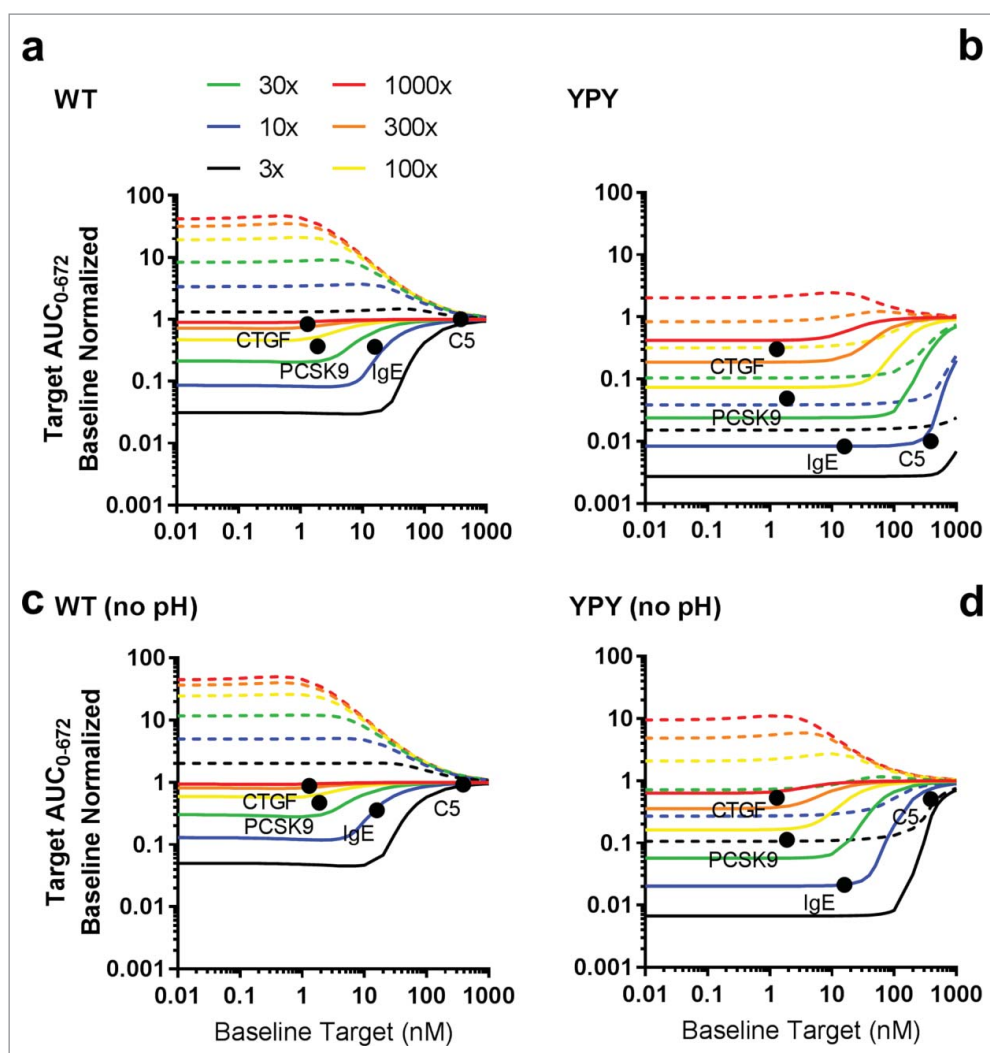 a
b
WT
YPY
30x
1000x
10x
300x
3x
100x
Target AUC0-672
Baseline Normalized
100
10
1
0.1
0.01
0.001
CTGF
PCSK9
IgE
C5
0.01 0.1 1 10 100 1000
100
10
1
0.1
0.01
0.001
CTGF
PCSK9
IgE
C5
0.01 0.1 1 10 100 1000
c
WT (no pH)
YPY (no pH)
d
Target AUC0-672
Baseline Normalized
100
10
1
0.1
0.01
0.001
CTGF
PCSK9
IgE
C5
0.01 0.1 1 10 100 1000
Baseline Target (nM)
100
10
1
0.1
0.01
0.001
CTGF
PCSK9
IgE
C5
0.01 0.1 1 10 100 1000
Baseline Target (nM)